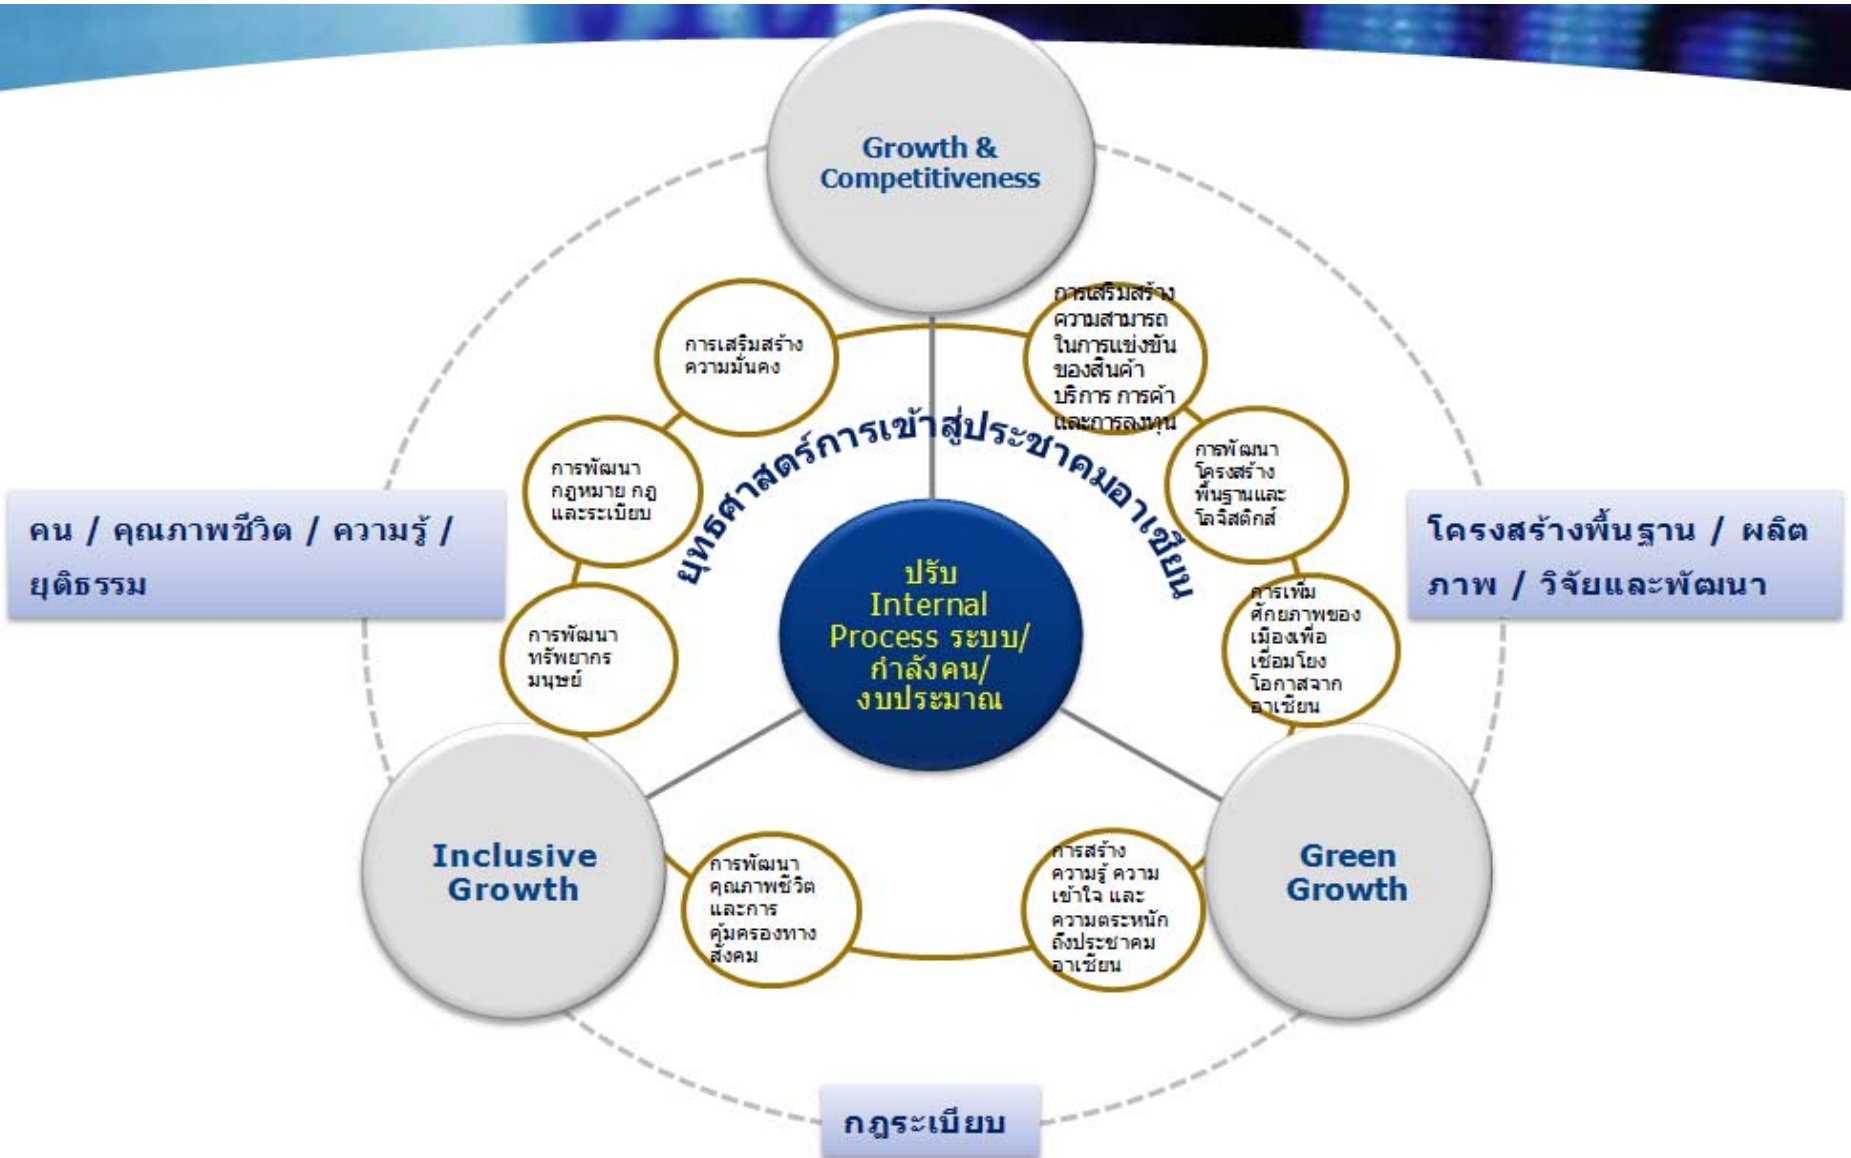 Growth &
Competitiveness
การเสริมสร้าง
ความมั่นคง
การเสริมสร้าง
ความสามารถ
ในการแข่งขัน
ของสินค้า
บริการ การค้า
และการลงทุน
การพัฒนา
กฎหมาย กฎ
และระเบียบ
ยุทธศาสตร์การเข้าสู่ประชาคมอาเซียน
การพัฒนา
โครงสร้าง
พื้นฐานและ
โลจิสติกส์
คน / คุณภาพชีวิต / ความรู้ /
ยุติธรรม
โครงสร้างพื้นฐาน / ผลิต
ภาพ / วิจัยและพัฒนา
การพัฒนา
ทรัพยากร
มนุษย์
ปรับ
Internal
Process ระบบ/
กำลังคน/
งบประมาณ
การเพิ่ม
ศักยภาพของ
เมืองเพื่อ
เชื่อมโยง
โอกาสจาก
อาเซียน
Inclusive
Growth
การพัฒนา
คุณภาพชีวิต
และการ
คุ้มครองทาง
สังคม
การสร้าง
ความรู้ ความ
เข้าใจ และ
ความตระหนัก
ถึงประชาคม
อาเซียน
Green
Growth
กฎระเบียบ